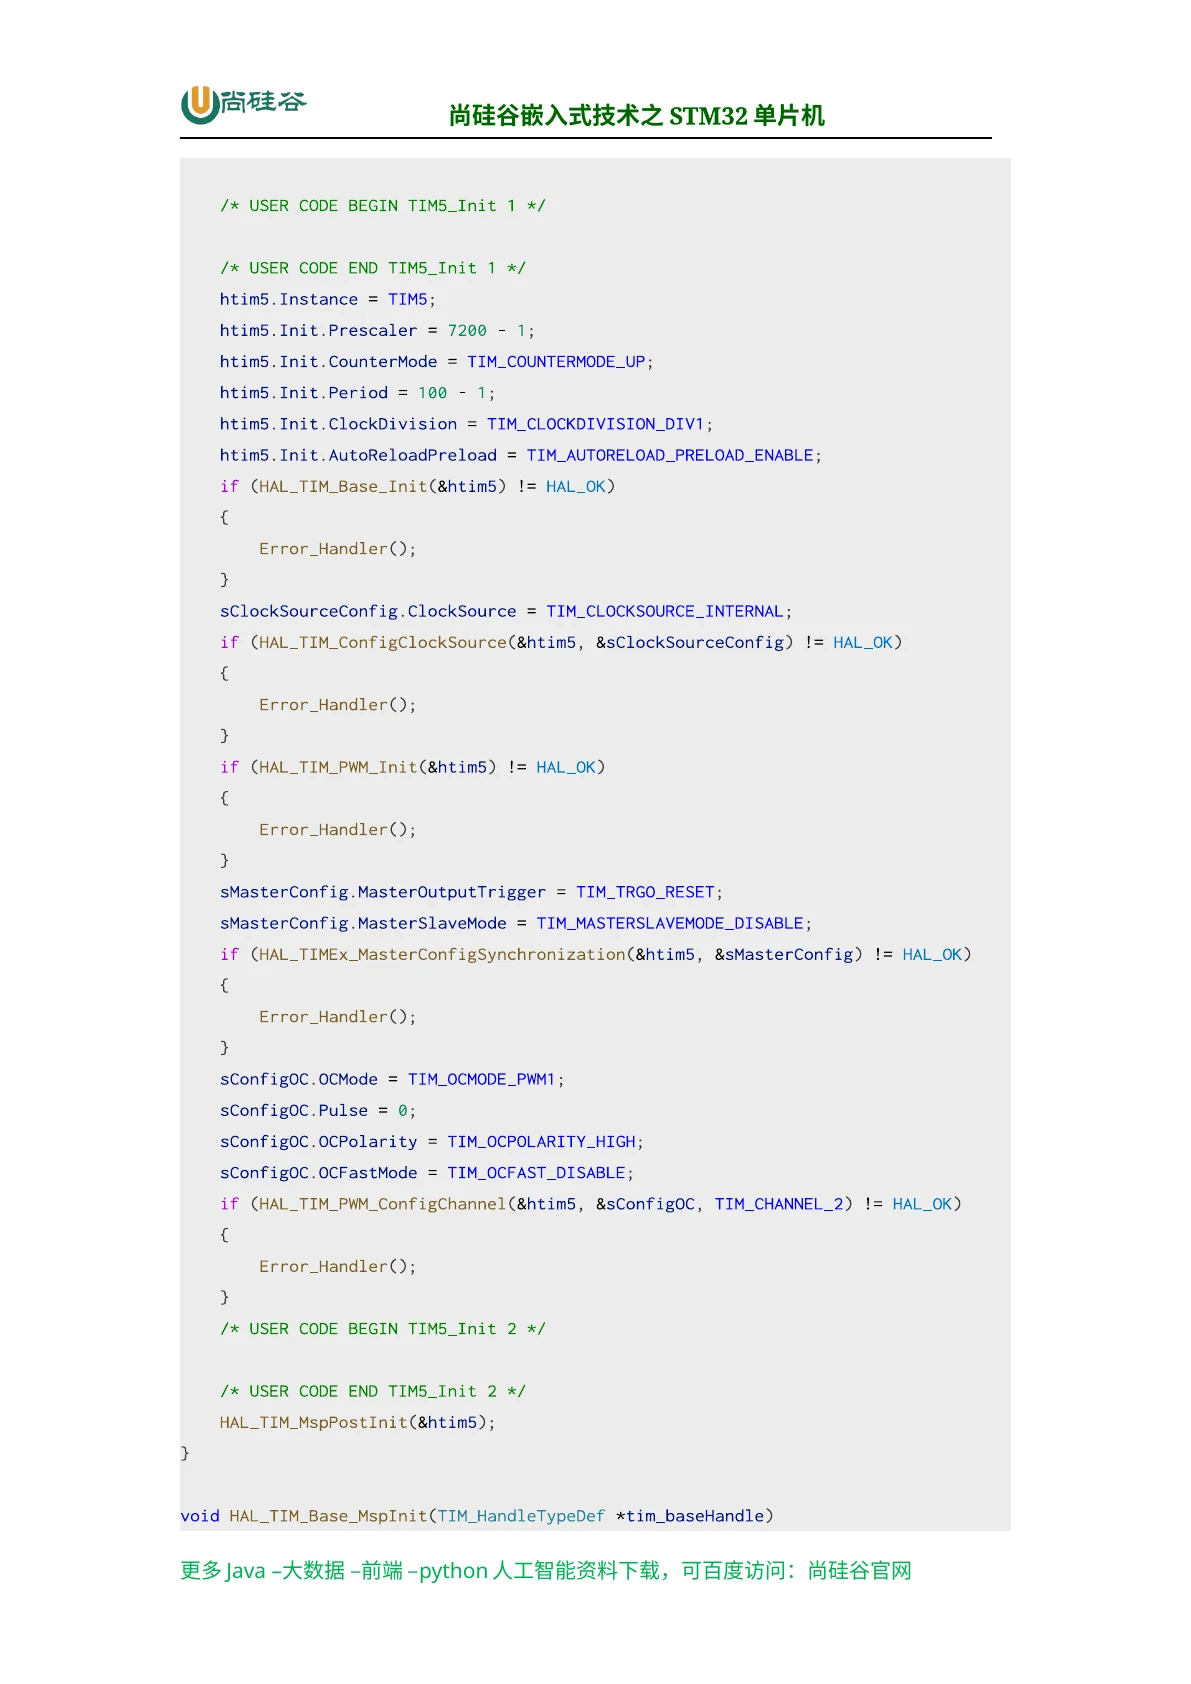 尚硅谷
尚硅谷嵌入式技术之 STM32 单片机
/* USER CODE BEGIN TIM5_Init 1 */
/* USER CODE END TIM5_Init 1 */
htim5.Instance = TIM5;
htim5.Init.Prescaler = 7200 - 1;
htim5.Init.CounterMode = TIM_COUNTERMODE_UP;
htim5.Init.Period = 100 - 1;
htim5.Init.ClockDivision = TIM_CLOCKDIVISION_DIV1;
htim5.Init.AutoReloadPreload = TIM_AUTORELOAD_PRELOAD_ENABLE;
if (HAL_TIM_Base_Init(&htim5) != HAL_OK)
{
Error_Handler();
}
sClockSourceConfig.ClockSource = TIM_CLOCKSOURCE_INTERNAL;
if (HAL_TIM_ConfigClockSource(&htim5, &sClockSourceConfig) != HAL_OK)
{
Error_Handler();
}
if (HAL_TIM_PWM_Init(&htim5) != HAL_OK)
{
Error_Handler();
}
sMasterConfig.MasterOutputTrigger = TIM_TRGO_RESET;
sMasterConfig.MasterSlaveMode = TIM_MASTERSLAVEMODE_DISABLE;
if (HAL_TIMEx_MasterConfigSynchronization(&htim5, &sMasterConfig) != HAL_OK)
{
Error_Handler();
}
sConfigOC.OCMode = TIM_OCMODE_PWM1;
sConfigOC.Pulse = 0;
sConfigOC.OCPolarity = TIM_OCPOLARITY_HIGH;
sConfigOC.OCFastMode = TIM_OCFAST_DISABLE;
if (HAL_TIM_PWM_ConfigChannel(&htim5, &sConfigOC, TIM_CHANNEL_2) != HAL_OK)
{
Error_Handler();
}
/* USER CODE BEGIN TIM5_Init 2 */
/* USER CODE END TIM5_Init 2 */
HAL_TIM_MspPostInit(&htim5);
}
void HAL_TIM_Base_MspInit(TIM_HandleTypeDef *tim_baseHandle)
更多 Java –大数据 –前端 –python 人工智能资料下载，可百度访问：尚硅谷官网